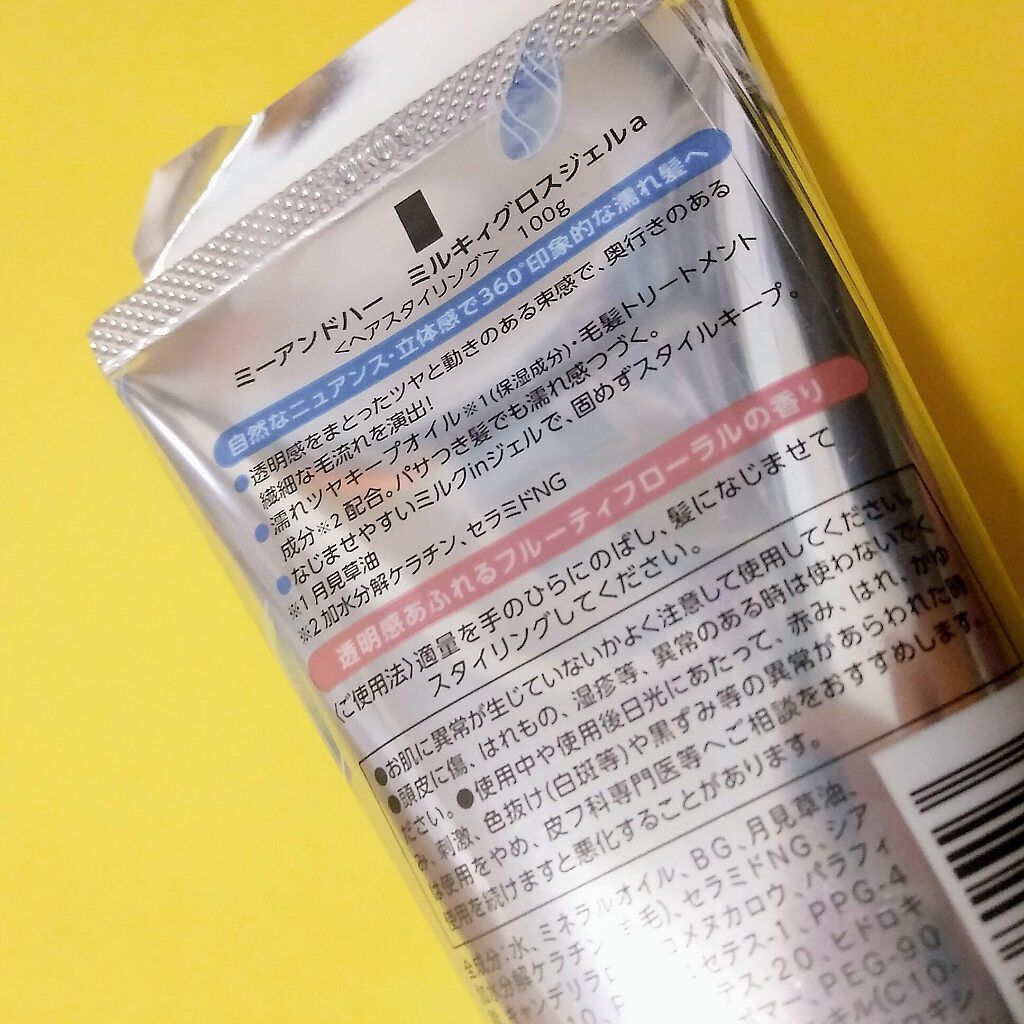 ミーアンドハー ミルキィグロスジェルa
<ヘアスタイリング> 100g
自然なニュアンス・立体感で360°印象的な濡れ髪へ
●透明感をまとったツヤと動きのある束感で、奥行きのある
繊細な毛流れを演出!
●濡れツヤキープオイル※1(保湿成分)・毛髪トリートメント
成分※2配合。パサつき髪でも濡れ感つづく。
●なじませやすいミルクinジェルで、固めずスタイルキープ。
※1 月見草油
※2 加水分解ケラチン、セラミドNG
透明感あふれるフルーティフローラルの香り
〈ご使用法〉適量を手のひらにのばし、髪になじませて
スタイリングしてください。
●お肌に異常が生じていないかよく注意して使用してください。
●頭皮に傷、はれもの、湿疹等、異常のある時は使わないでく
ださい。●使用中や使用後日光にあたって、赤み、はれ、かゆ
み、刺激、色抜け(白斑等)や黒ずみ等の異常があらわれた時
は使用をやめ、皮フ科専門医等へご相談をおすすめします。
使用を続けますと悪化することがあります。
全成分:水、ミネラルオイル、BG、月見草油、
加水分解ケラチン 毛)、セラミドNG、シア
キャンデリラ コメヌカロウ、パラフィ
セテス-1、PPG-4
テス-20、ヒドロキ
マー、PEG-90
キル(C10-